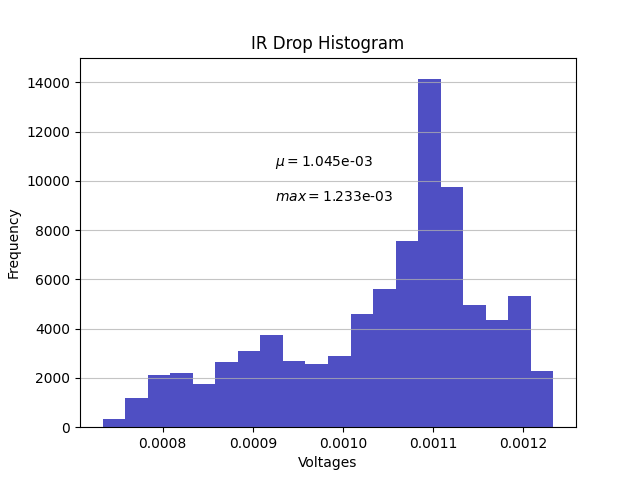 IR Drop Histogram
14000
12000
10000
8000
6000
4000
2000
0
Frequency
μ = 1.045e-03
max = 1.233e-03
0.0008 0.0009 0.0010 0.0011 0.0012
Voltages